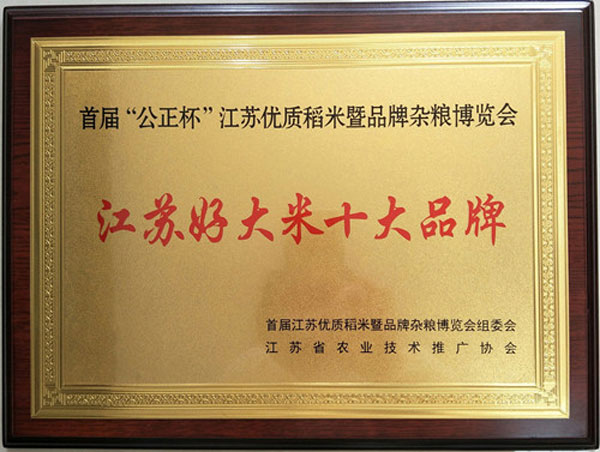 首届“公正杯”江苏优质稻米暨品牌杂粮博览会
江苏好大米十大品牌
首届江苏优质稻米暨品牌杂粮博览会组委会
江苏省农业技术推广协会